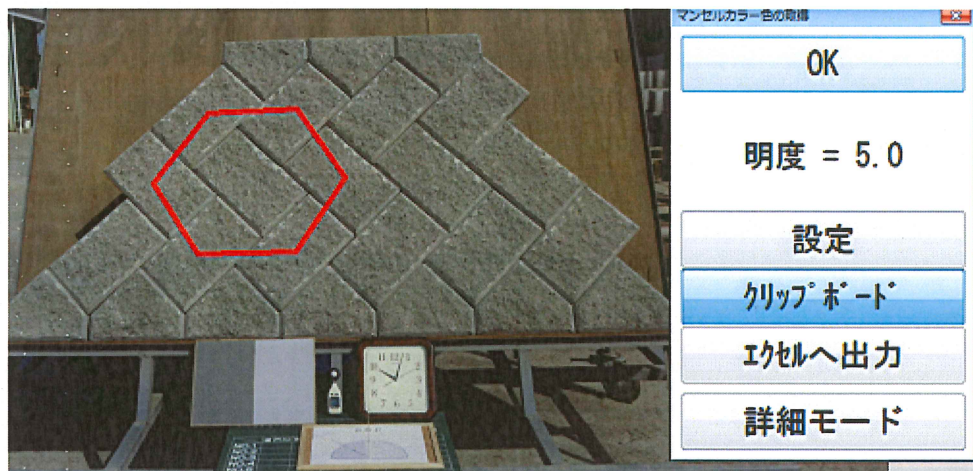 マンセルカラー色の取得
OK
明度 = 5.0
設定
ｸﾘｯﾌﾟﾎﾞｰﾄﾞ
ｴｸｾﾙへ出力
詳細モード